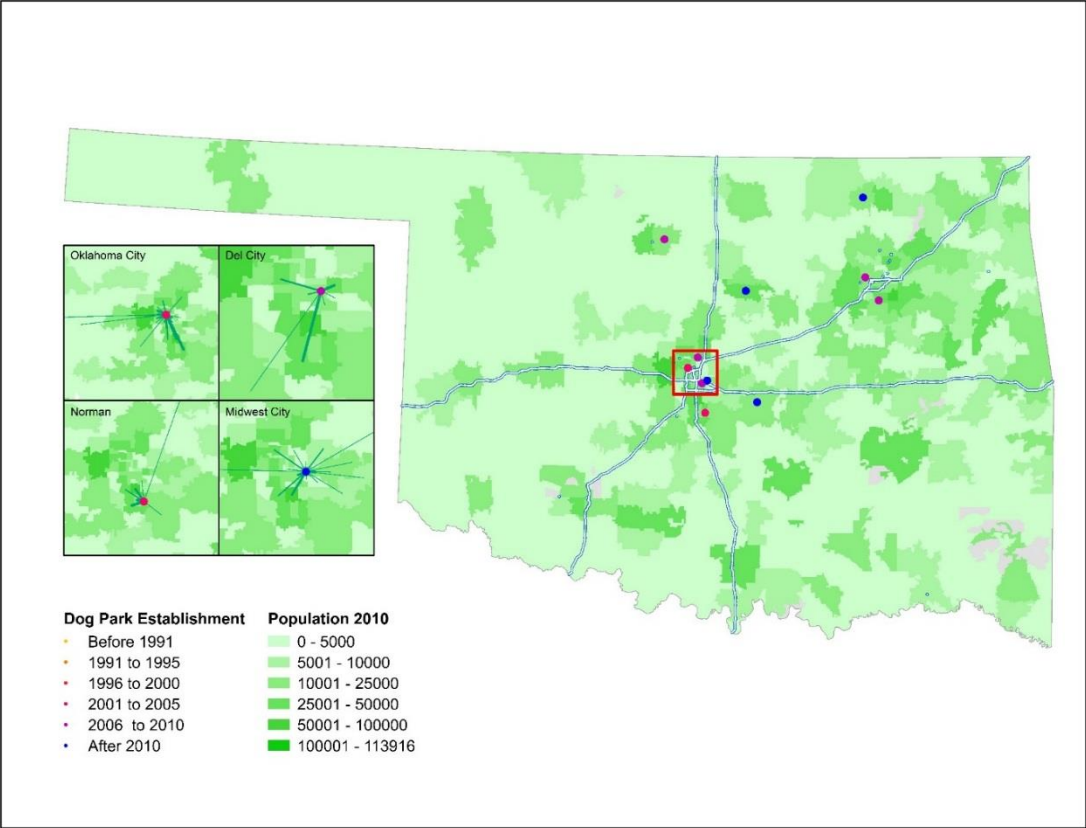 Oklahoma City
Del City
Norman
Midwest City
Dog Park Establishment
Before 1991
1991 to 1995
1996 to 2000
2001 to 2005
2006 to 2010
After 2010
Population 2010
0 - 5000
5001 - 10000
10001 - 25000
25001 - 50000
50001 - 100000
100001 - 113916